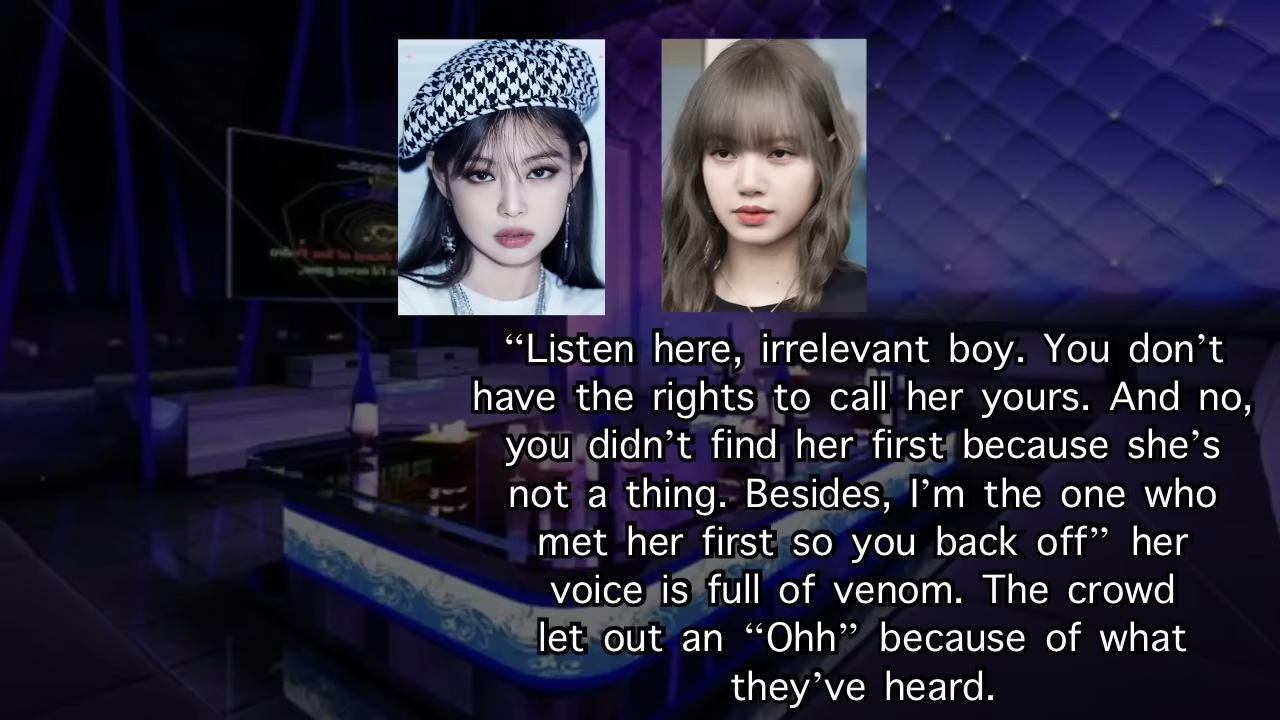 “Listen here, irrelevant boy. You don’t
have the rights to call her yours. And no,
you didn’t find her first because she’s
not a thing. Besides, I’m the one who
met her first so you back off” her
voice is full of venom. The crowd
let out an “Ohh” because of what
they’ve heard.